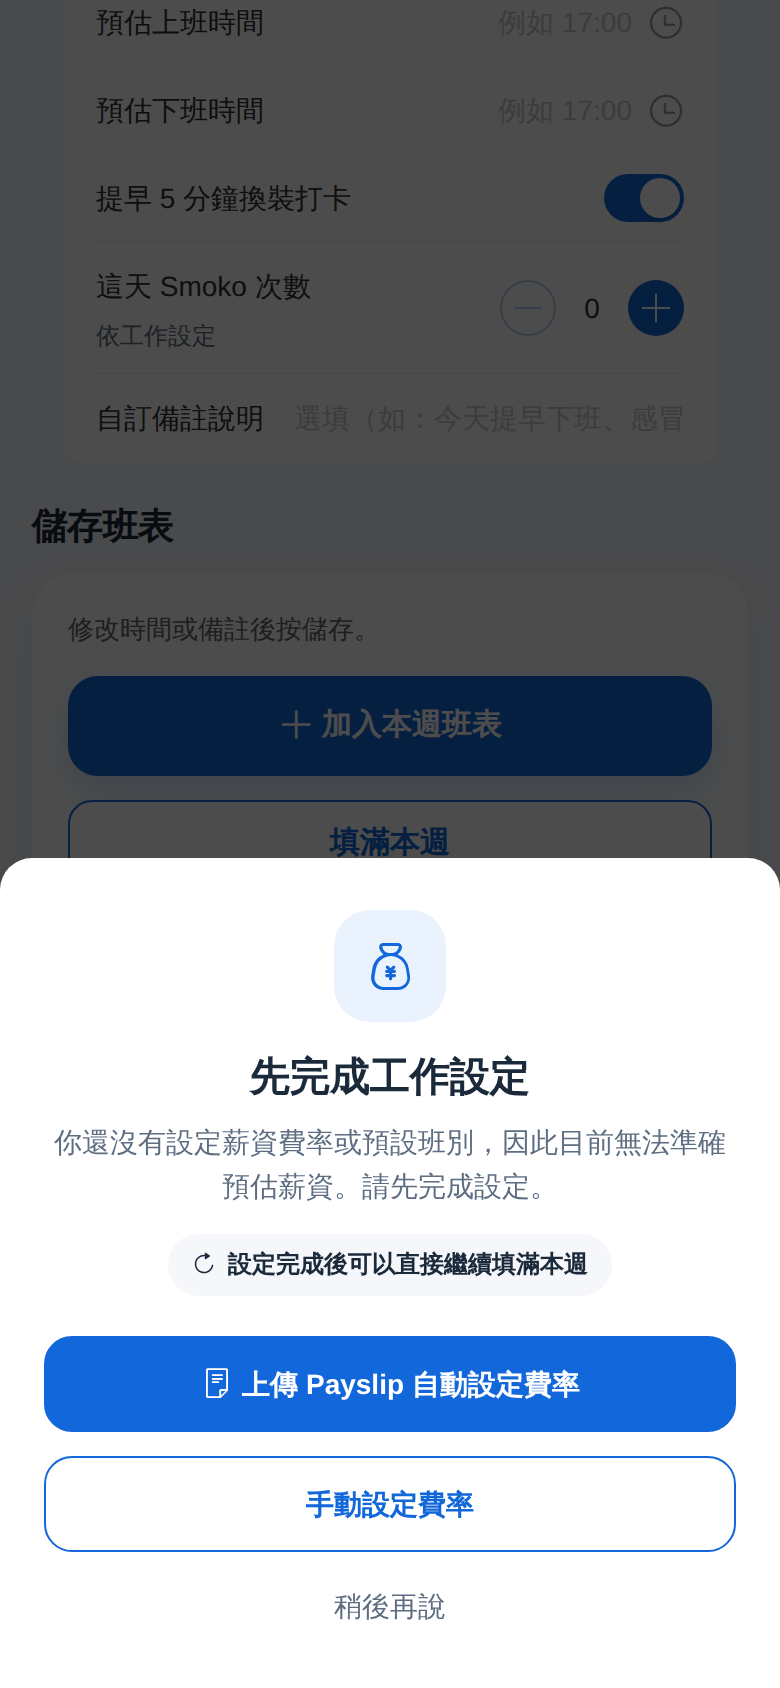 預估上班時間 例如 17:00
預估下班時間 例如 17:00
提早 5 分鐘換裝打卡
這天 Smoko 次數
依工作設定
0
自訂備註說明 選填（如：今天提早下班、感冒
儲存班表
修改時間或備註後按儲存。
加入本週班表
填滿本週
¥
先完成工作設定
你還沒有設定薪資費率或預設班別，因此目前無法準確
預估薪資。請先完成設定。
設定完成後可以直接繼續填滿本週
上傳 Payslip 自動設定費率
手動設定費率
稍後再說